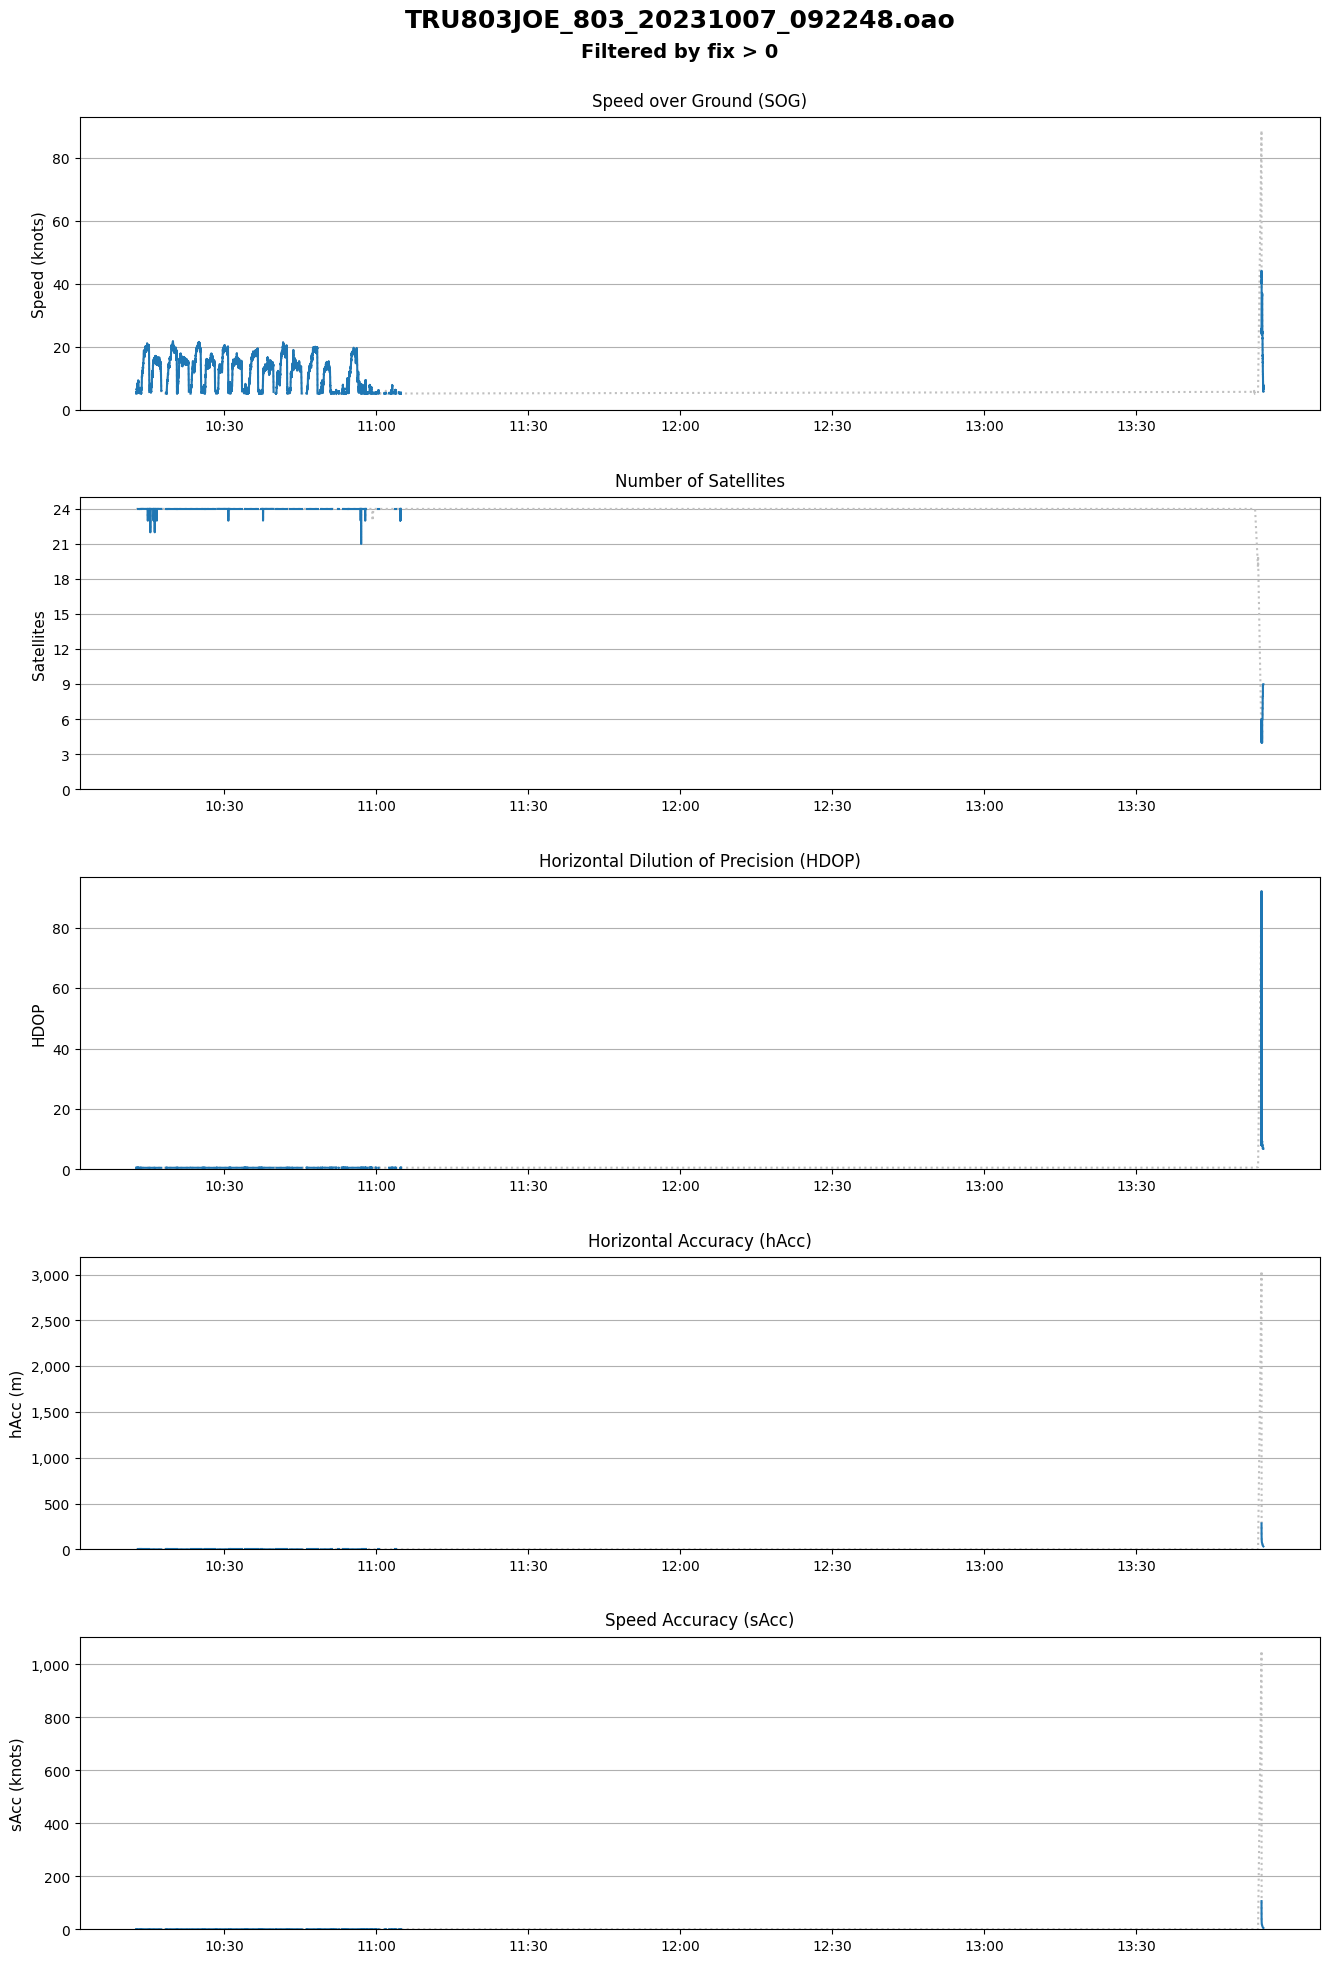 TRU803JOE_803_20231007_092248.oao
Filtered by fix > 0
Speed over Ground (SOG)
Speed (knots)
80
60
40
20
0
10:30 11:00 11:30 12:00 12:30 13:00 13:30
Number of Satellites
Satellites
24
21
18
15
12
9
6
3
0
10:30 11:00 11:30 12:00 12:30 13:00 13:30
Horizontal Dilution of Precision (HDOP)
HDOP
80
60
40
20
0
10:30 11:00 11:30 12:00 12:30 13:00 13:30
Horizontal Accuracy (hAcc)
hAcc (m)
3,000
2,500
2,000
1,500
1,000
500
0
10:30 11:00 11:30 12:00 12:30 13:00 13:30
Speed Accuracy (sAcc)
sAcc (knots)
1,000
800
600
400
200
0
10:30 11:00 11:30 12:00 12:30 13:00 13:30